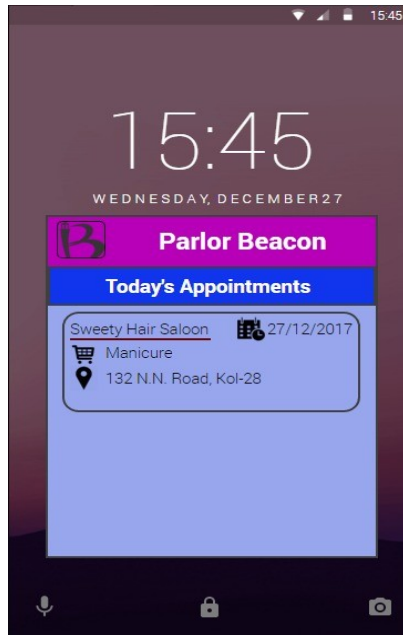 15:45
15:45
WEDNESDAY, DECEMBER27
Parlor Beacon
Today's Appointments
Sweety Hair Saloon 27/12/2017
Manicure
132 N.N. Road, Kol-28